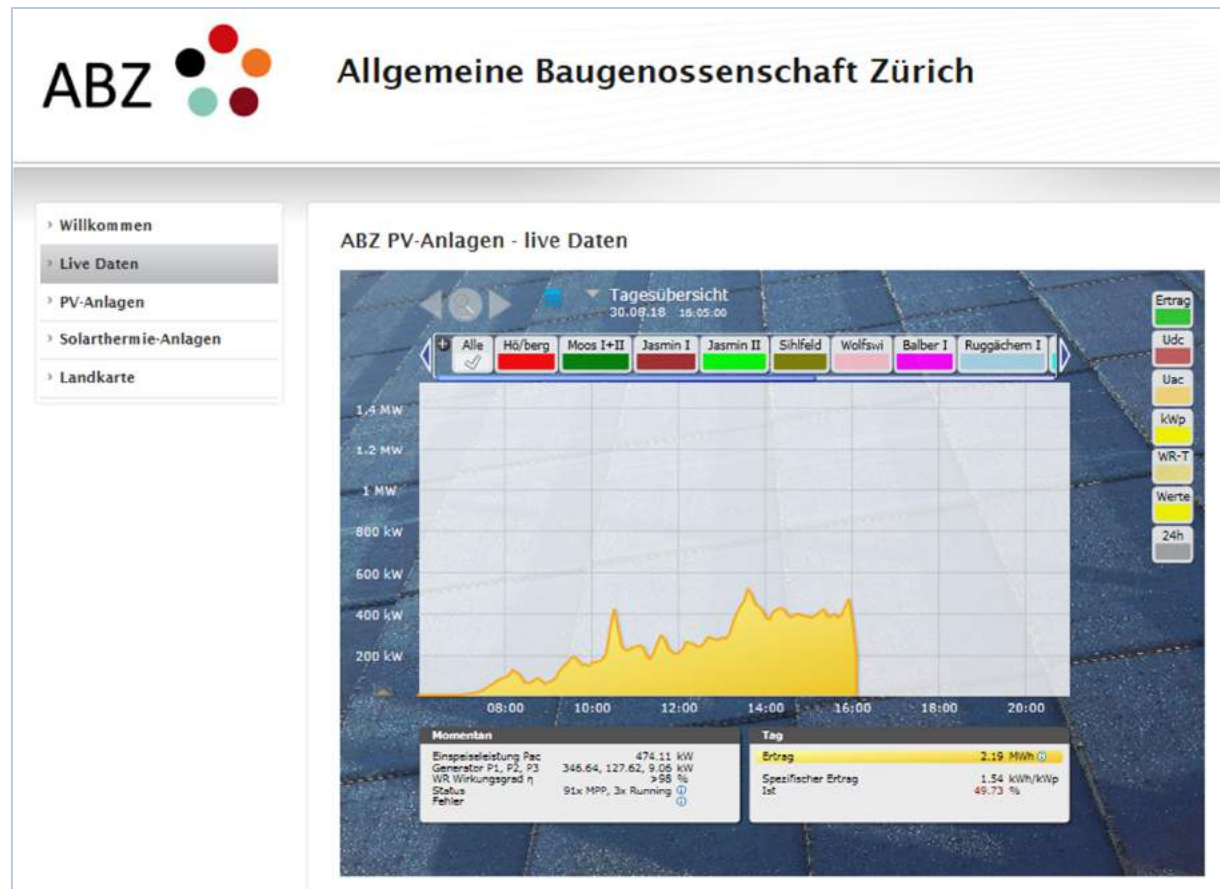 ABZ
Allgemeine Baugenossenschaft Zürich
Willkommen
Live Daten
PV-Anlagen
Solarthermie-Anlagen
Landkarte
ABZ PV-Anlagen - live Daten
Tagesübersicht
30.08.18 16:05:00
Alle Hö/berg Moos I+II Jasmin I Jasmin II Sihlfeld Wolfswi Balber I Ruggächern I
Ertrag
Udc
Uac
kWp
WR-T
Werte
24h
1.4 MW
1.2 MW
1 MW
800 kW
600 kW
400 kW
200 kW
08:00 10:00 12:00 14:00 16:00 18:00 20:00
Momentan
Einspeiseleistung Pac 474.11 kW
Generator P1, P2, P3 346.64, 127.62, 9.06 kW
WR Wirkungsgrad η >98 %
Status 91x MPP, 3x Running
Fehler
Tag
Ertrag 2.19 MWh
Spezifischer Ertrag 1.54 kWh/kWp
Ist 49.73 %